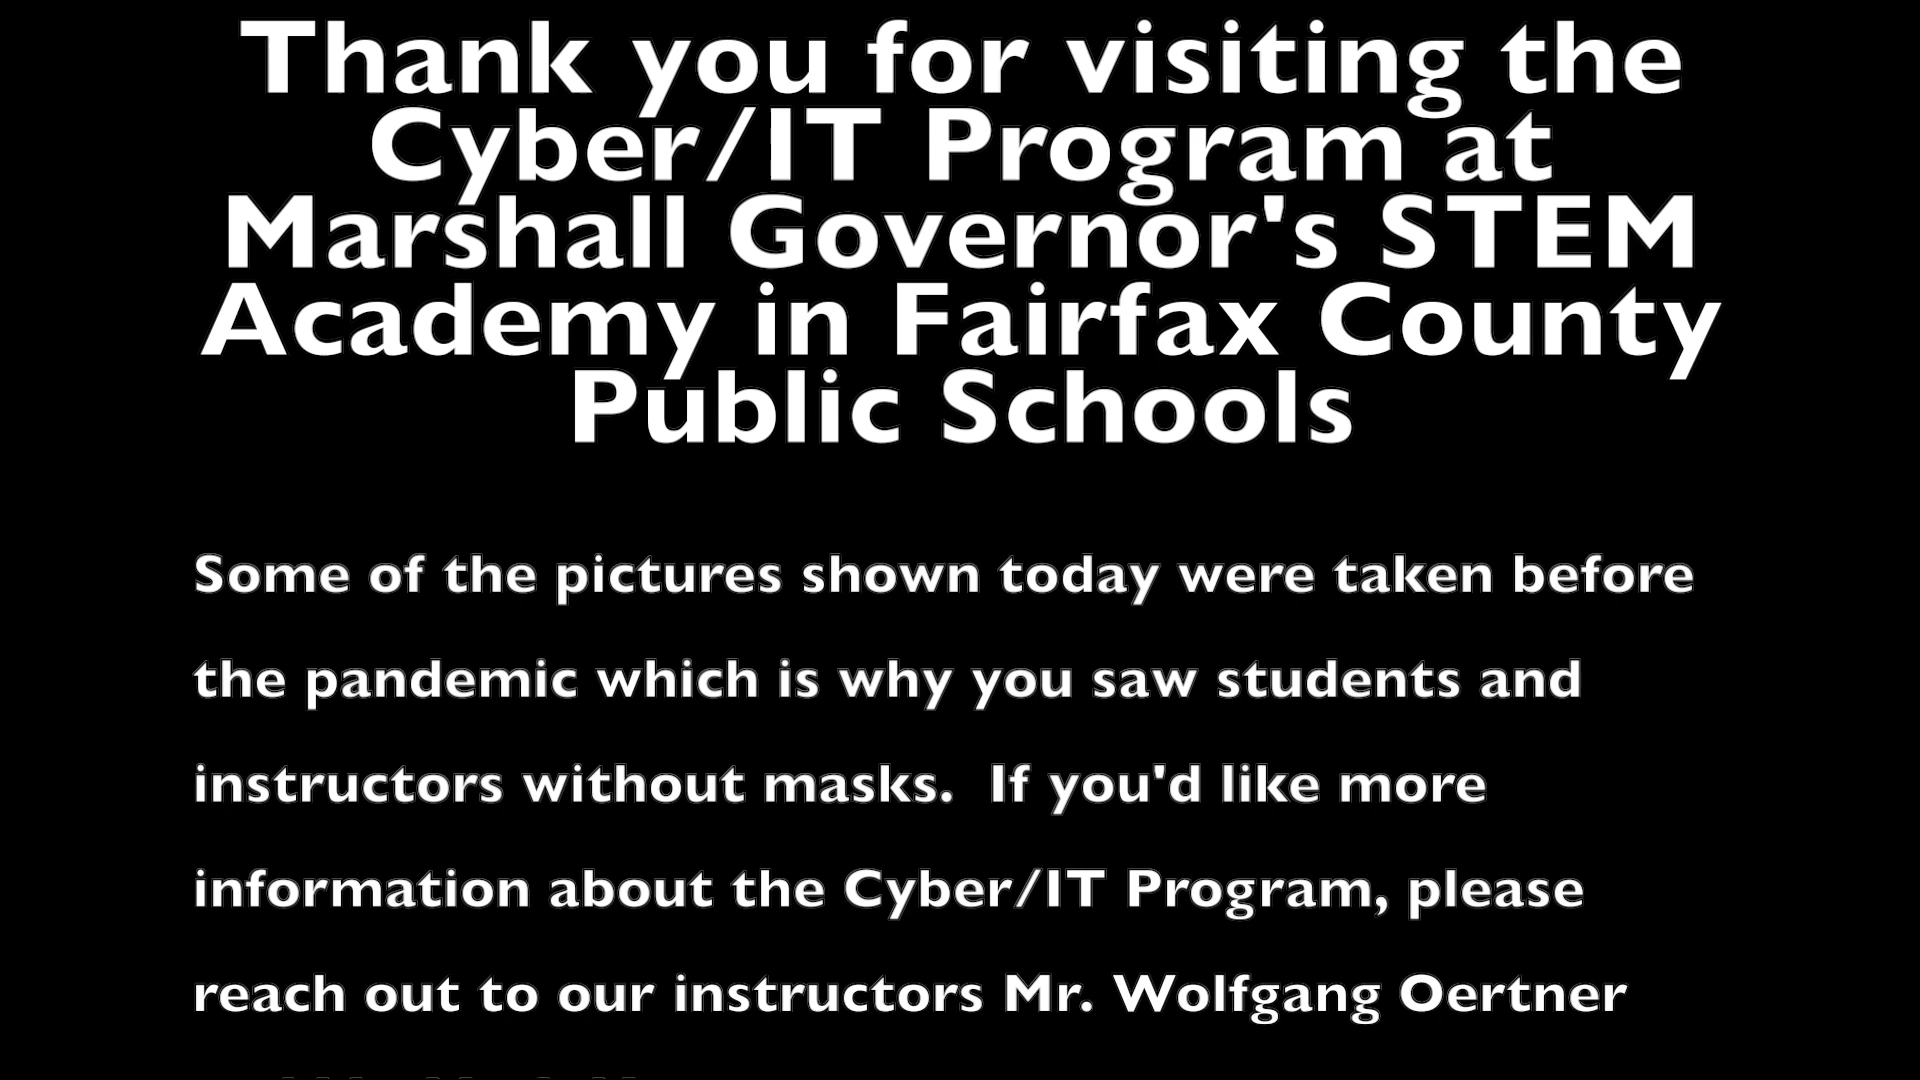 Thank you for visiting the
Cyber/IT Program at
Marshall Governor's STEM
Academy in Fairfax County
Public Schools
Some of the pictures shown today were taken before
the pandemic which is why you saw students and
instructors without masks.  If you'd like more
information about the Cyber/IT Program, please
reach out to our instructors Mr. Wolfgang Oertner